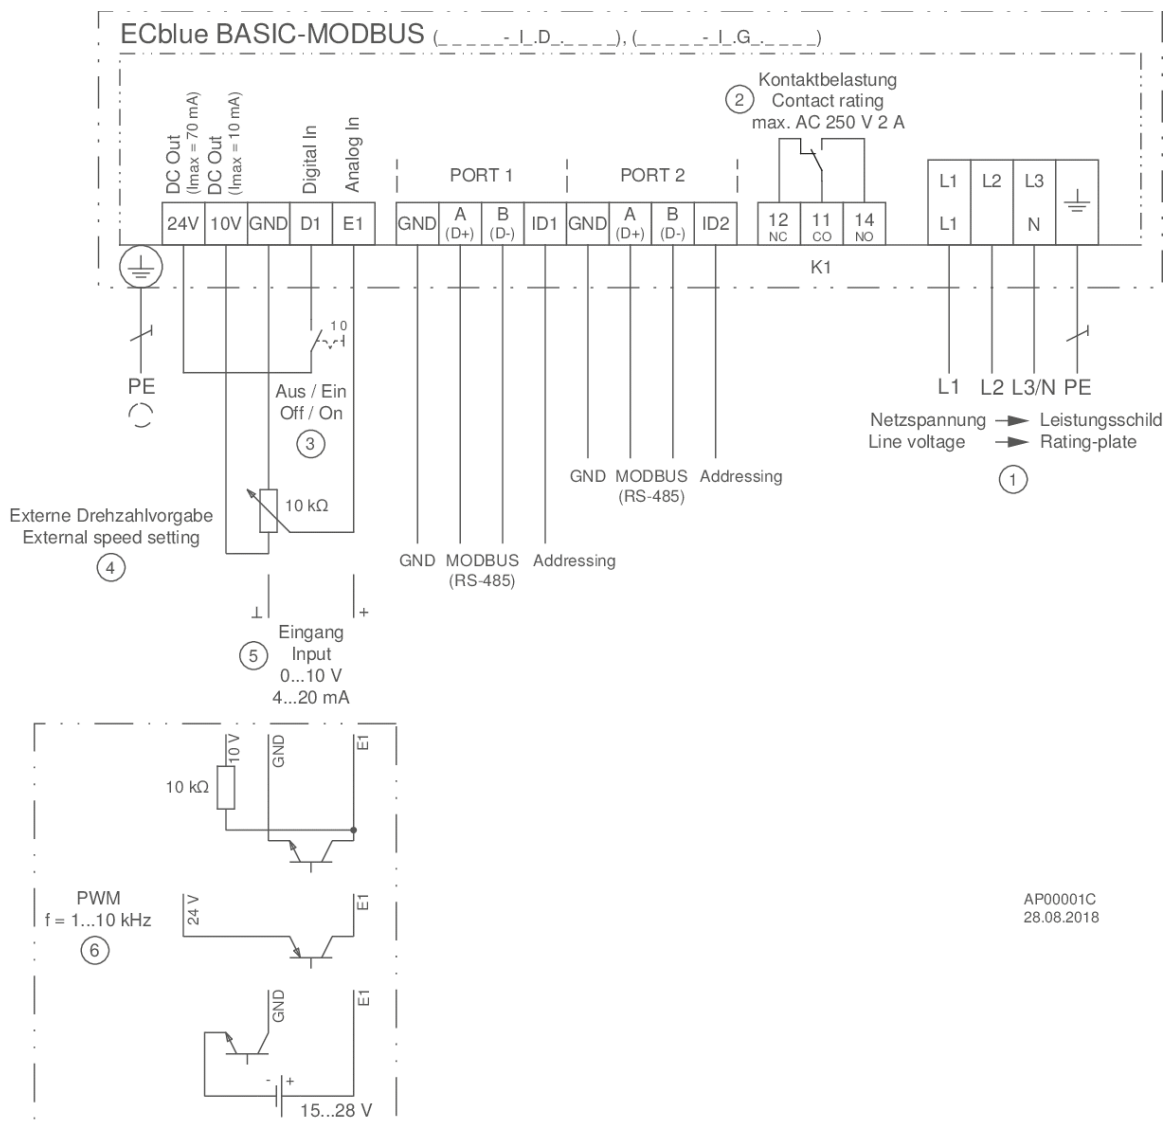 ECblue BASIC-MODBUS (_ _ _ _ _-_I_.D_._ _ _ _), (_ _ _ _ _-_I_.G_._ _ _ _)
DC Out
(Imax = 70 mA)
DC Out
(Imax = 10 mA)
Digital In
Analog In
2
Kontaktbelastung
Contact rating
max. AC 250 V 2 A
PORT 1
PORT 2
24V 10V GND D1 E1
GND A (D+) B (D-) ID1 GND A (D+) B (D-) ID2
12 NC 11 CO 14 NO
L1 L2 L3
L1 N
K1
1 0
PE
Aus / Ein
Off / On
3
L1 L2 L3/N PE
Netzspannung Leistungsschild
Line voltage Rating-plate
1
GND MODBUS Addressing
(RS-485)
10 kΩ
Externe Drehzahlvorgabe
External speed setting
4
GND MODBUS Addressing
(RS-485)
⊥ +
5
Eingang
Input
0...10 V
4...20 mA
10 V
GND
E1
10 kΩ
PWM
f = 1...10 kHz
6
24 V
E1
GND
E1
- +
15...28 V
AP00001C
28.08.2018